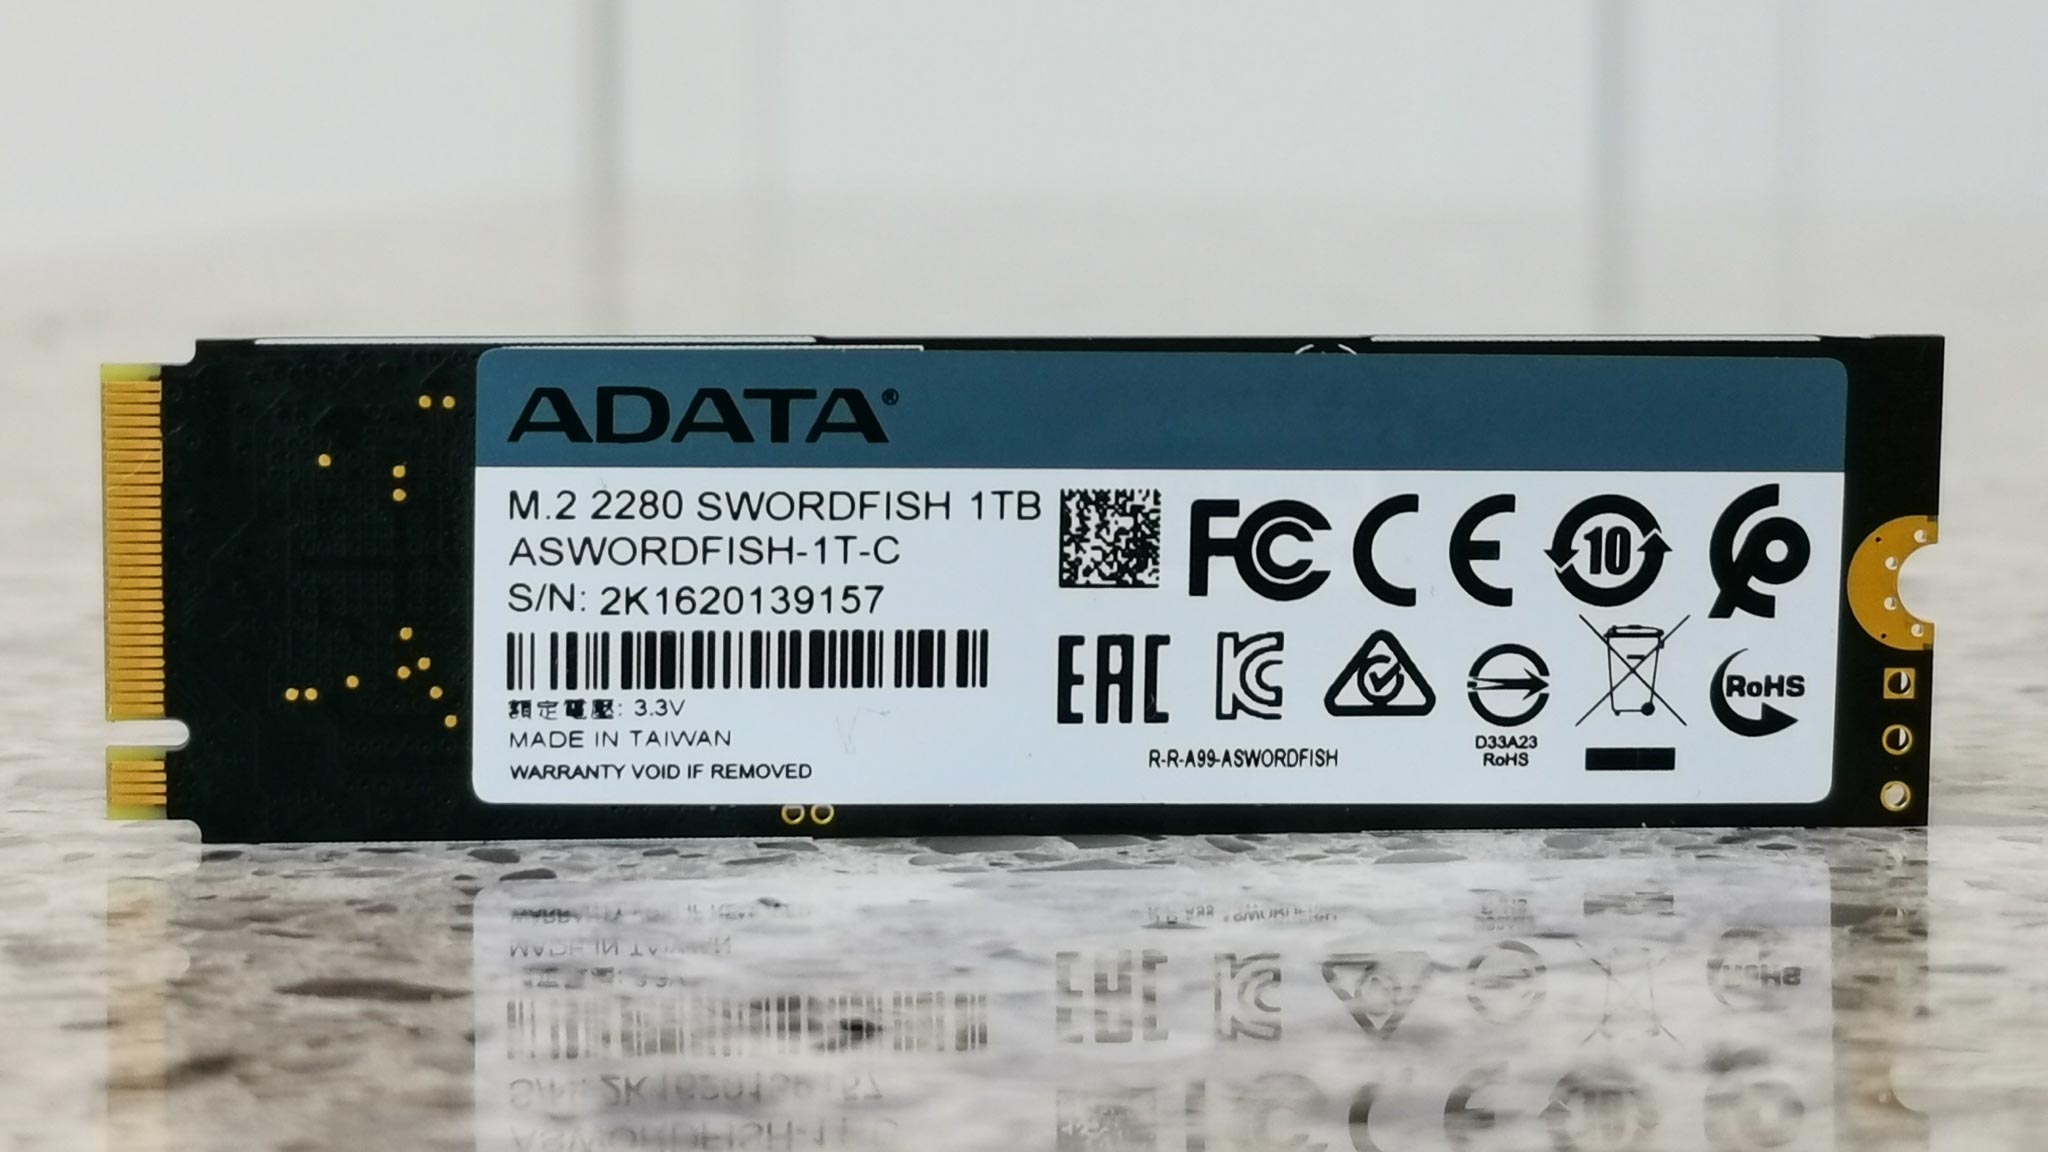 ADATA®
M.2 2280 SWORDFISH 1TB
ASWORDFISH-1T-C
S/N: 2K1620139157
額定電壓: 3.3V
MADE IN TAIWAN
WARRANTY VOID IF REMOVED
FC CE 10
EAC KC RoHS
R-R-A99-ASWORDFISH
D33A23
RoHS